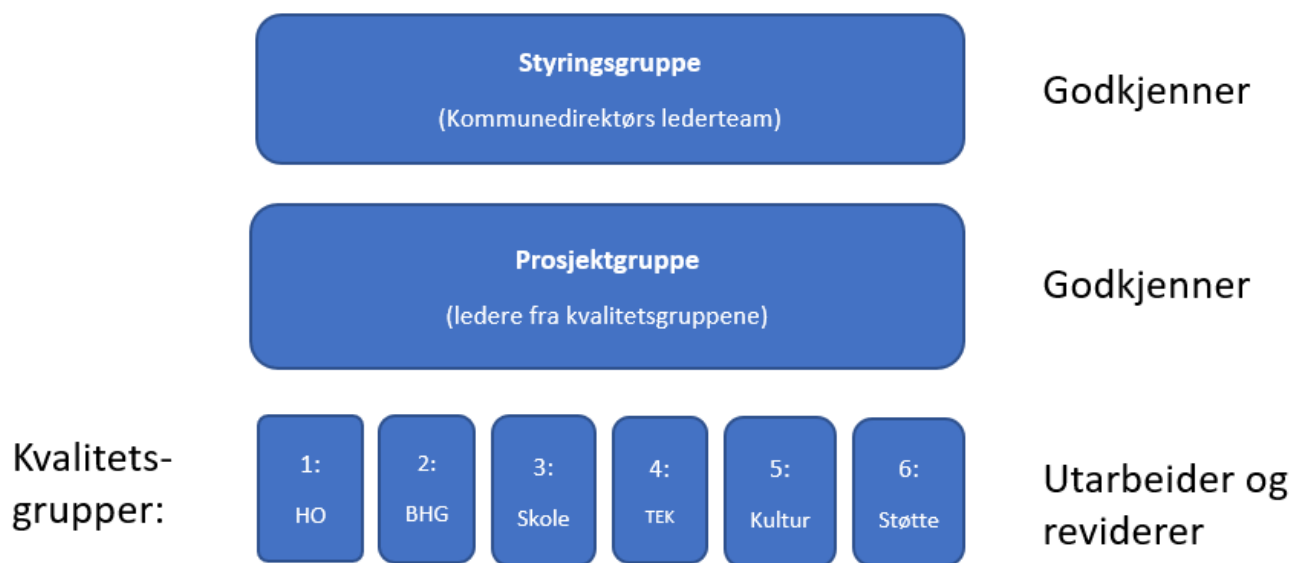 Styringsgruppe
(Kommunedirektørs lederteam)
Godkjenner
Prosjektgruppe
(ledere fra kvalitetsgruppene)
Godkjenner
Kvalitets-
grupper:
1:
HO
2:
BHG
3:
Skole
4:
TEK
5:
Kultur
6:
Støtte
Utarbeider og
reviderer